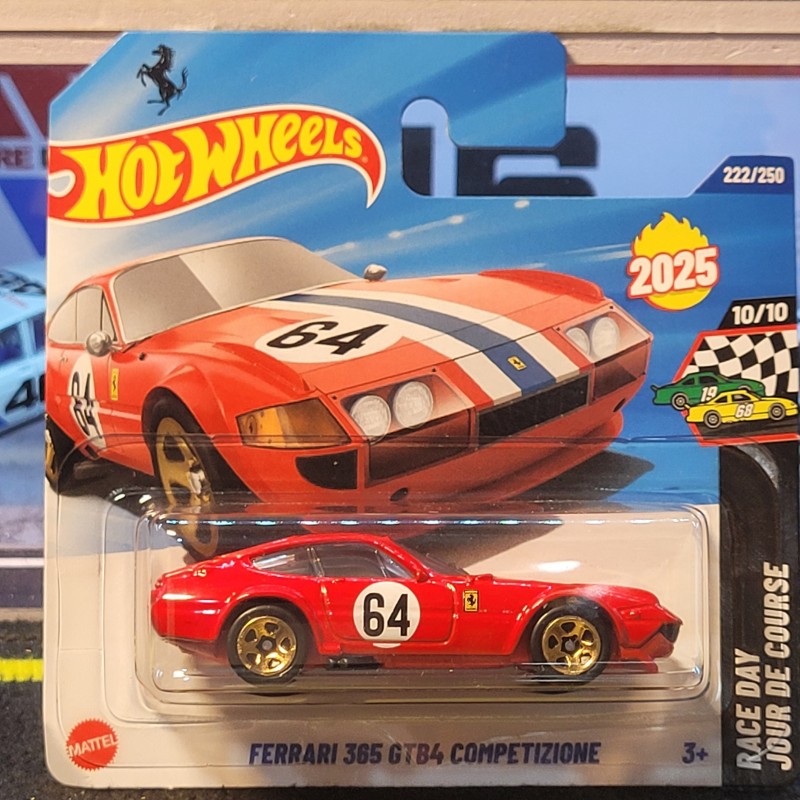 HOT WHEELS
222/250
2025
10/10
19
68
64
64
64
RACE DAY
JOUR DE COURSE
MATTEL
FERRARI 365 GTB4 COMPETIZIONE
3+